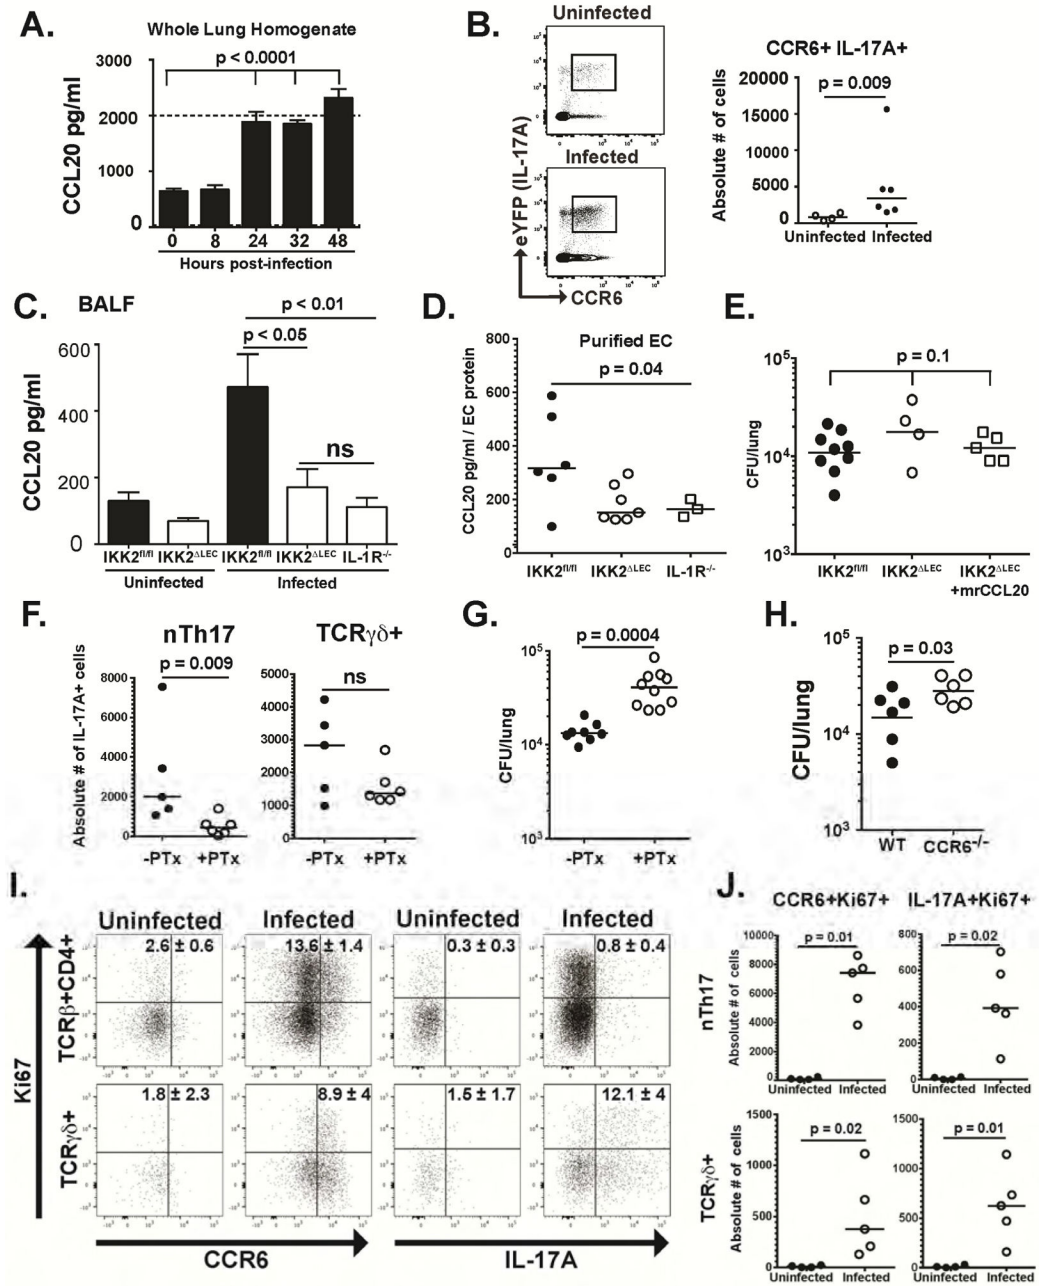 A.
Whole Lung Homogenate
p < 0.0001
CCL20 pg/ml
3000
2000
1000
0
0 8 24 32 48
Hours post-infection
B.
Uninfected
Infected
eYFP (IL-17A)
CCR6
CCR6+ IL-17A+
p = 0.009
Absolute # of cells
20000
15000
10000
5000
0
Uninfected Infected
C.
BALF
p < 0.01
p < 0.05
ns
CCL20 pg/ml
600
400
200
0
IKK2fl/fl IKK2ΔLEC IKK2fl/fl IKK2ΔLEC IL-1R-/-
Uninfected Infected
D.
Purified EC
p = 0.04
CCL20 pg/ml / EC protein
800
600
400
200
0
IKK2fl/fl IKK2ΔLEC IL-1R-/-
E.
p = 0.1
CFU/lung
10⁵
10⁴
10³
IKK2fl/fl IKK2ΔLEC IKK2ΔLEC
+mrCCL20
F.
nTh17
p = 0.009
Absolute # of IL-17A+ cells
8000
6000
4000
2000
0
-PTx +PTx
TCRγδ+
ns
5000
4000
3000
2000
1000
0
-PTx +PTx
G.
p = 0.0004
CFU/lung
10⁵
10⁴
10³
-PTx +PTx
H.
p = 0.03
CFU/lung
10⁵
10⁴
10³
WT CCR6-/-
I.
Uninfected Infected Uninfected Infected
TCRβ+CD4+
2.6 ± 0.6 13.6 ± 1.4 0.3 ± 0.3 0.8 ± 0.4
Ki67
TCRγδ+
1.8 ± 2.3 8.9 ± 4 1.5 ± 1.7 12.1 ± 4
CCR6 IL-17A
J.
CCR6+Ki67+ IL-17A+Ki67+
nTh17
Absolute # of cells
p = 0.01
10000
8000
6000
4000
2000
0
Uninfected Infected
p = 0.02
800
600
400
200
0
Uninfected Infected
TCRγδ+
Absolute # of cells
p = 0.02
1500
1000
500
0
Uninfected Infected
p = 0.01
1500
1000
500
0
Uninfected Infected